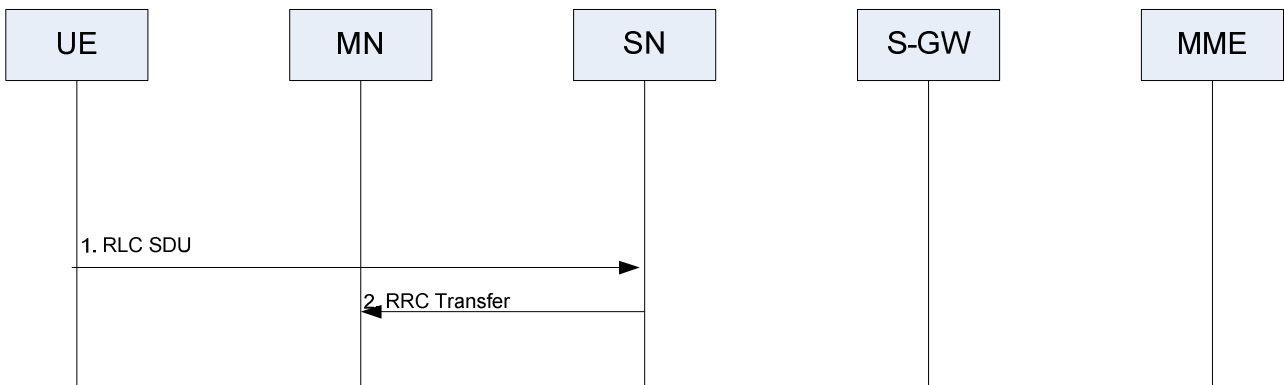 UE
MN
SN
S-GW
MME
1. RLC SDU
2. RRC Transfer